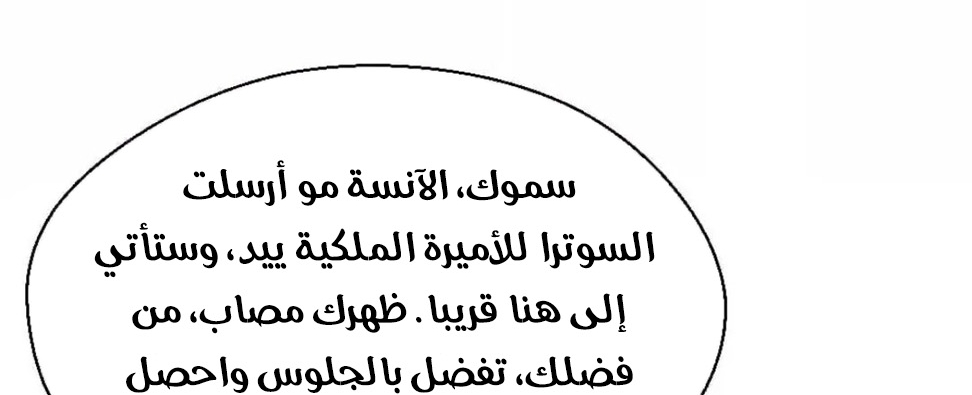 سموك، الآنسة مو أرسلت
السوترا للأميرة الملكية ييد، وستأتي
إلى هنا قريبا. ظهرك مصاب، من
فضلك، تفضل بالجلوس واحصل